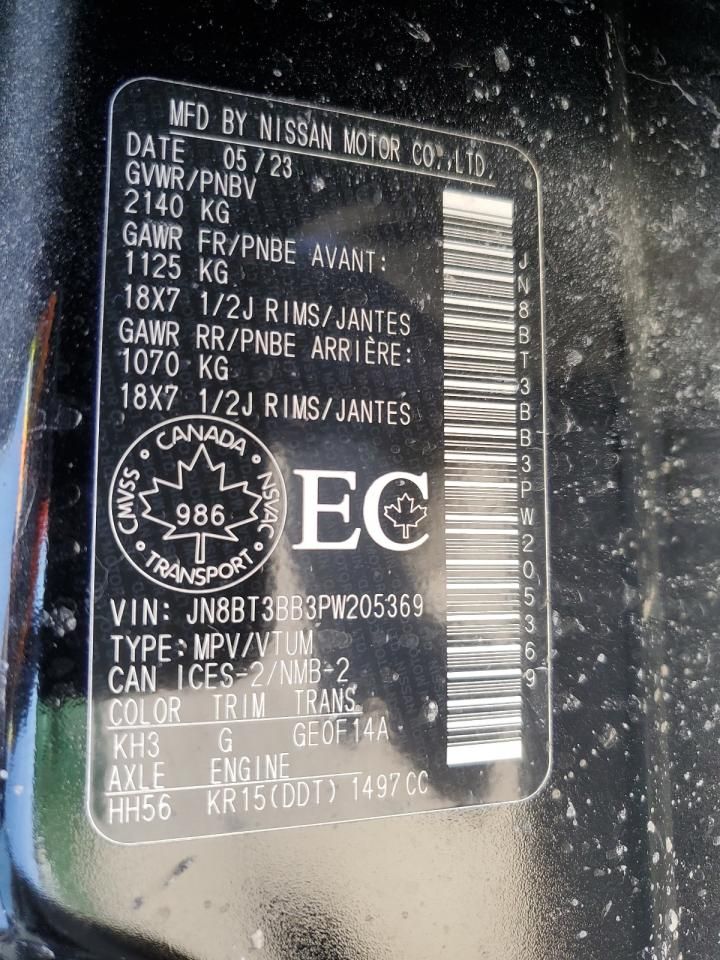 MFD BY NISSAN MOTOR CO.,LTD.
DATE 05/23
GVWR/PNBV
2140 KG
GAWR FR/PNBE AVANT:
1125 KG
18X7 1/2J RIMS/JANTES
GAWR RR/PNBE ARRIÈRE:
1070 KG
18X7 1/2J RIMS/JANTES
CMVSS • CANADA • NSVAC • TRANSPORT •
986
EC
VIN: JN8BT3BB3PW205369
TYPE: MPV/VTUM
CAN ICES-2/NMB-2
COLOR TRIM TRANS
KH3 G GE0F14A
AXLE ENGINE
HH56 KR15(DDT) 1497CC
JN8BT3BB3PW205369